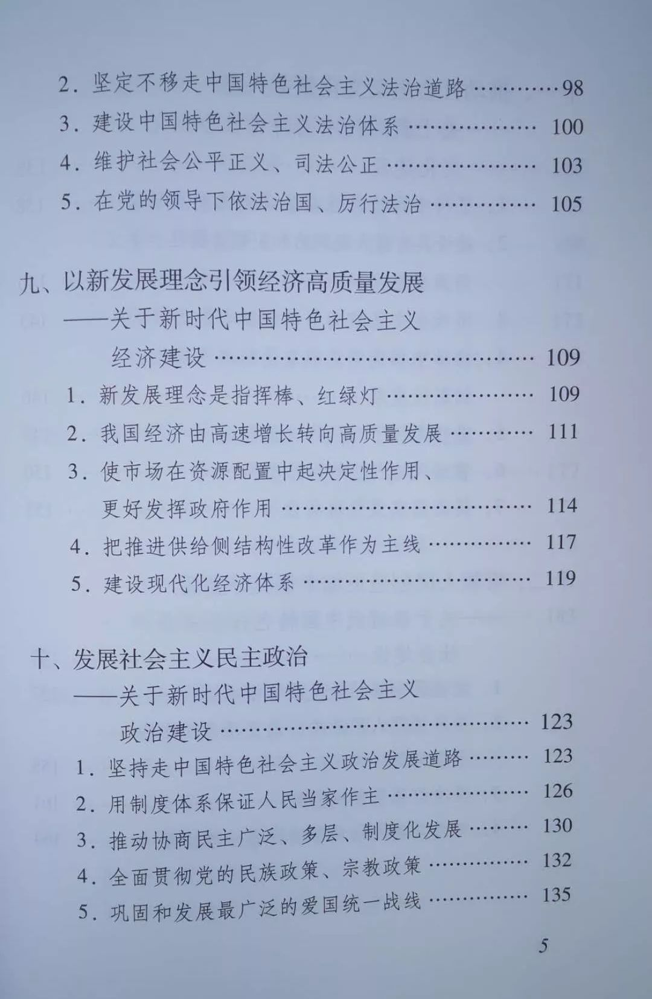 2. 坚定不移走中国特色社会主义法治道路 ············ 98
3. 建设中国特色社会主义法治体系 ·················· 100
4. 维护社会公平正义、司法公正 ····················· 103
5. 在党的领导下依法治国、厉行法治 ··············· 105
九、以新发展理念引领经济高质量发展
——关于新时代中国特色社会主义
经济建设 ············································· 109
1. 新发展理念是指挥棒、红绿灯 ····················· 109
2. 我国经济由高速增长转向高质量发展 ············ 111
3. 使市场在资源配置中起决定性作用、
更好发挥政府作用 ···································· 114
4. 把推进供给侧结构性改革作为主线 ··············· 117
5. 建设现代化经济体系 ································· 119
十、发展社会主义民主政治
——关于新时代中国特色社会主义
政治建设 ············································· 123
1. 坚持走中国特色社会主义政治发展道路 ········· 123
2. 用制度体系保证人民当家作主 ····················· 126
3. 推动协商民主广泛、多层、制度化发展 ········· 130
4. 全面贯彻党的民族政策、宗教政策 ··············· 132
5. 巩固和发展最广泛的爱国统一战线 ··············· 135
5